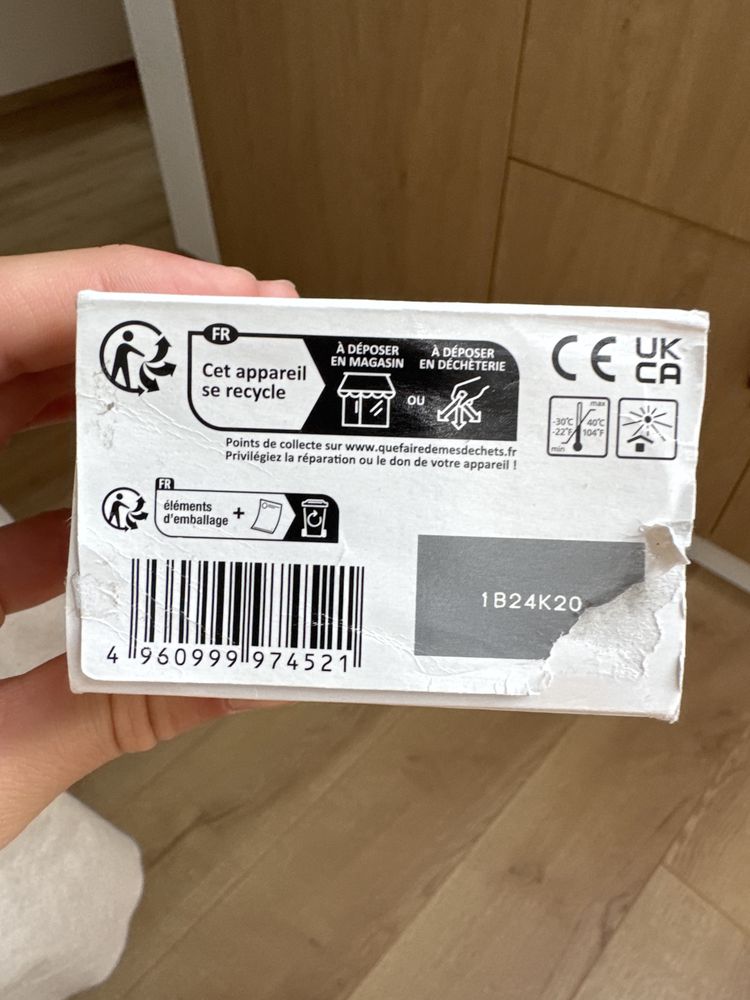 FR
Cet appareil
se recycle
À DÉPOSER
EN MAGASIN
OU
À DÉPOSER
EN DÉCHÈTERIE
Points de collecte sur www.quefairedemesdechets.fr
Privilégiez la réparation ou le don de votre appareil !
CE
UK
CA
max
-30°C
-22°F
40°C
104°F
min
FR
éléments
d'emballage +
4 960999 974521
1B24K20